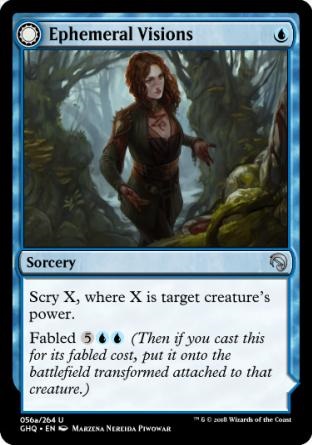 Ephemeral Visions
Sorcery
Scry X, where X is target creature's
power.
Fabled 5 (Then if you cast this
for its fabled cost, put it onto the
battlefield transformed attached to that
creature.)
056a/264 U
GHQ • EN Marzena Nereida Piwowar
™ & © 2018 Wizards of the Coast